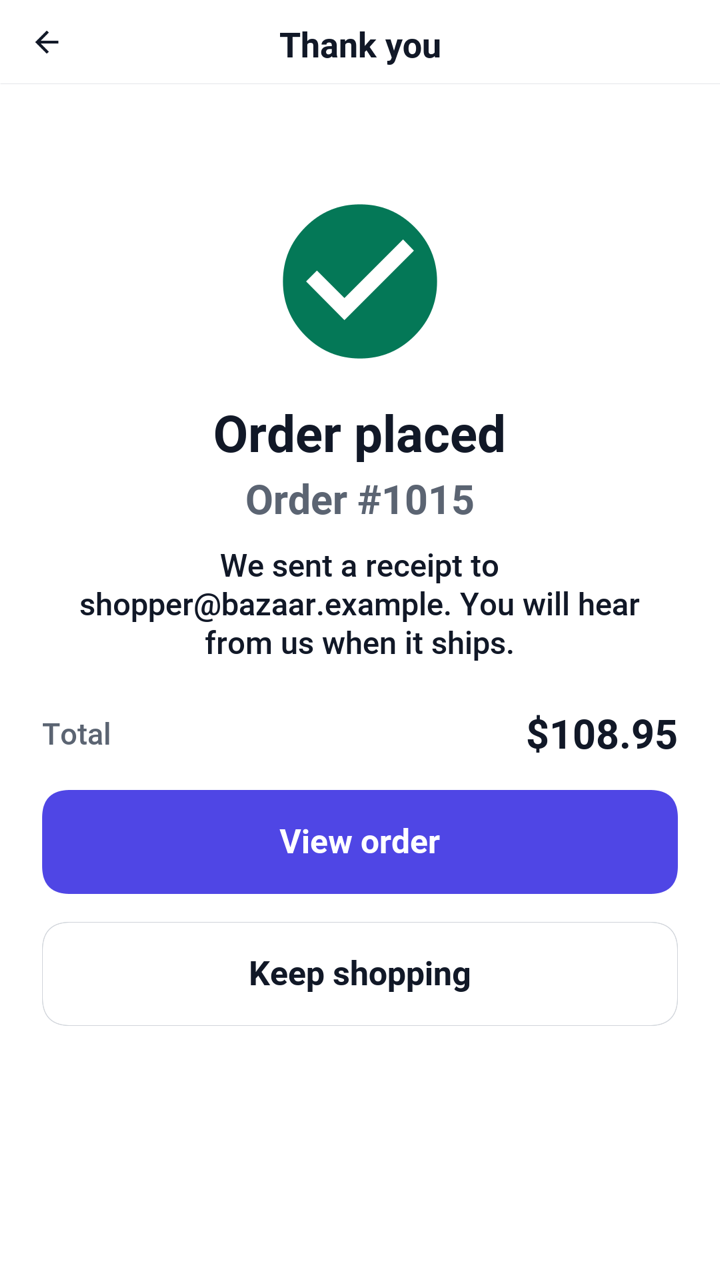 Thank you
Order placed
Order #1015
We sent a receipt to
shopper@bazaar.example. You will hear
from us when it ships.
Total
$108.95
View order
Keep shopping